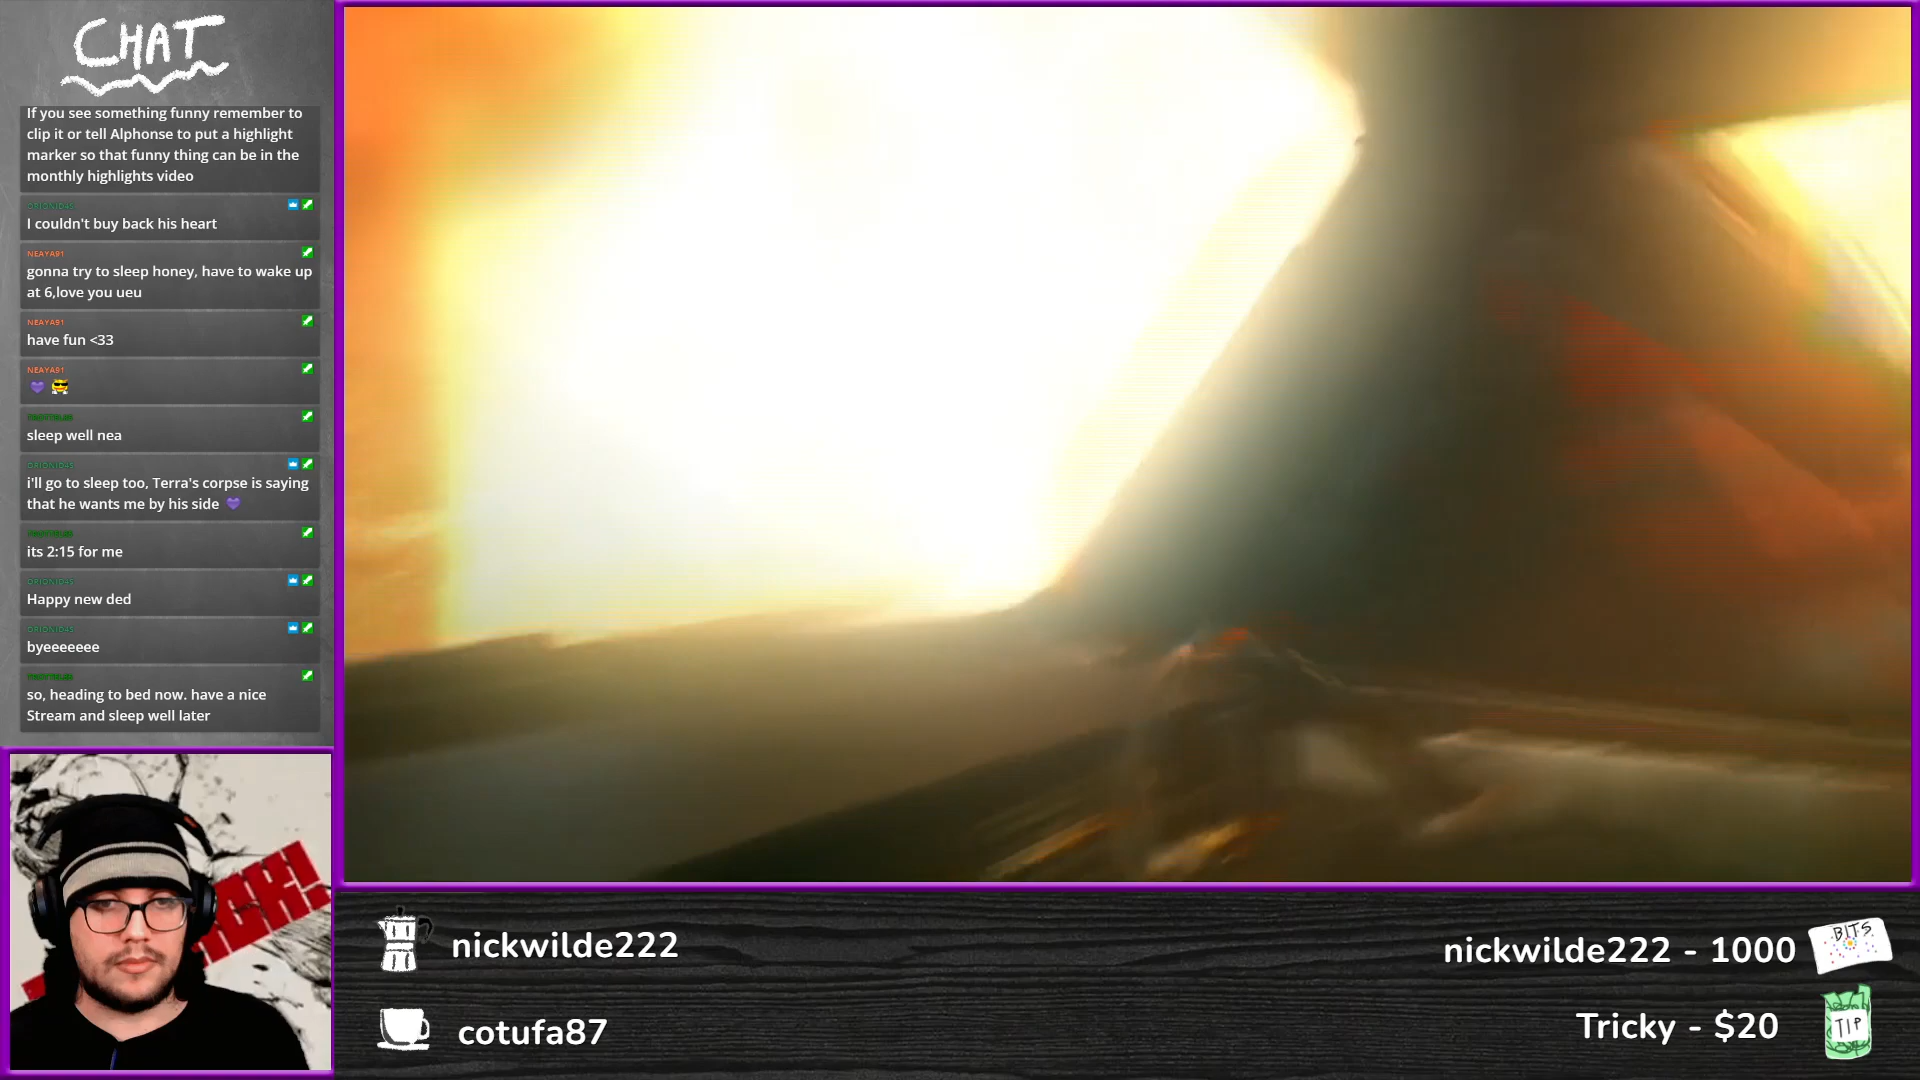 CHAT
If you see something funny remember to
clip it or tell Alphonse to put a highlight
marker so that funny thing can be in the
monthly highlights video
ORIONID45
I couldn't buy back his heart
NEAYA91
gonna try to sleep honey, have to wake up
at 6,love you ueu
NEAYA91
have fun <33
NEAYA91
sleep well nea
ORIONID45
i'll go to sleep too, Terra's corpse is saying
that he wants me by his side
its 2:15 for me
ORIONID45
Happy new ded
ORIONID45
byeeeeeee
so, heading to bed now. have a nice
Stream and sleep well later
nickwilde222
cotufa87
nickwilde222 - 1000
BITS
Tricky - $20
TIP